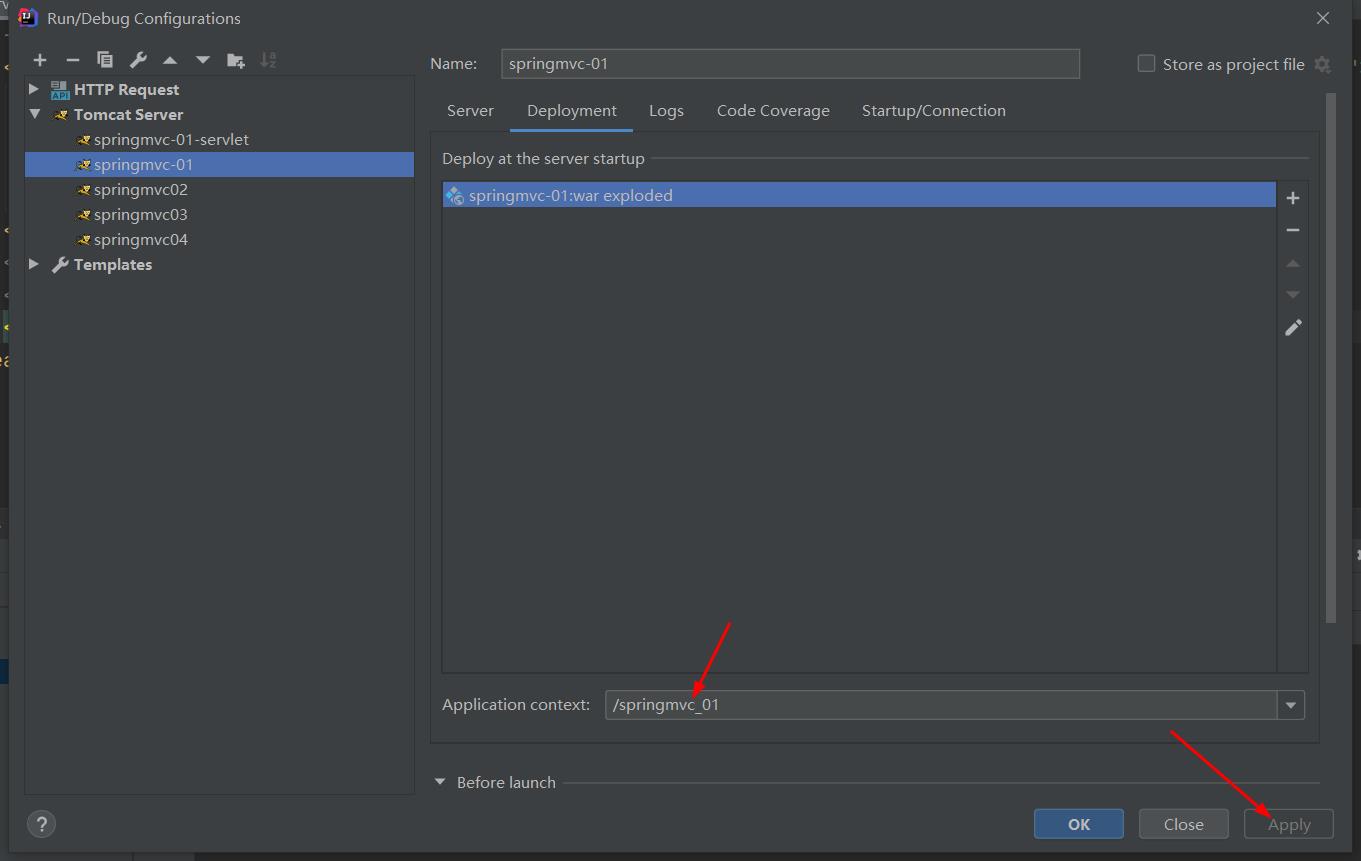 Run/Debug Configurations
Name: springmvc-01
Store as project file
HTTP Request
Tomcat Server
springmvc-01-servlet
springmvc-01
springmvc02
springmvc03
springmvc04
Templates
Server Deployment Logs Code Coverage Startup/Connection
Deploy at the server startup
springmvc-01:war exploded
Application context: /springmvc_01
Before launch
? OK Close Apply